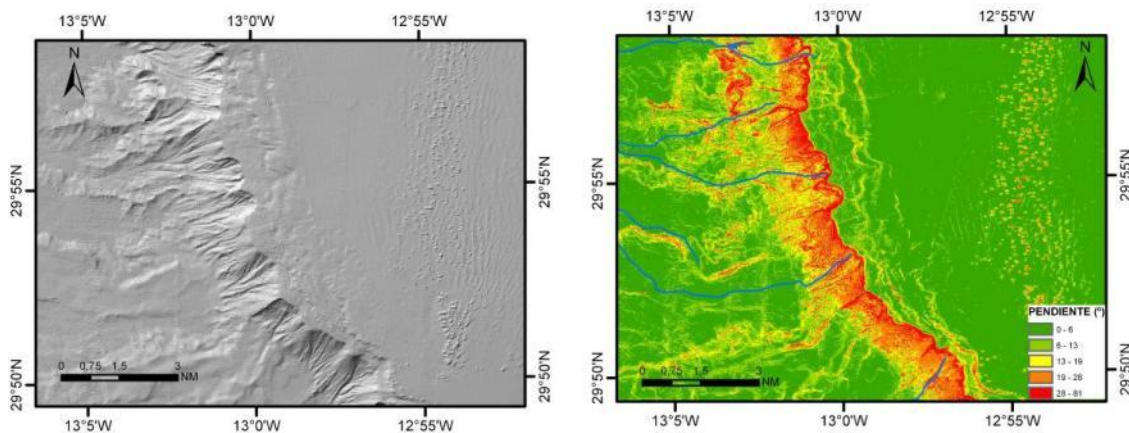 13°5'W 13°0'W 12°55'W
N
29°55'N 29°55'N
29°50'N 29°50'N
0 0,75 1,5 3
NM
13°5'W 13°0'W 12°55'W
13°5'W 13°0'W 12°55'W
N
29°55'N 29°55'N
PENDIENTE (°)
0 - 6
6 - 13
13 - 19
19 - 28
28 - 81
29°50'N 29°50'N
0 0,75 1,5 3
NM
13°5'W 13°0'W 12°55'W